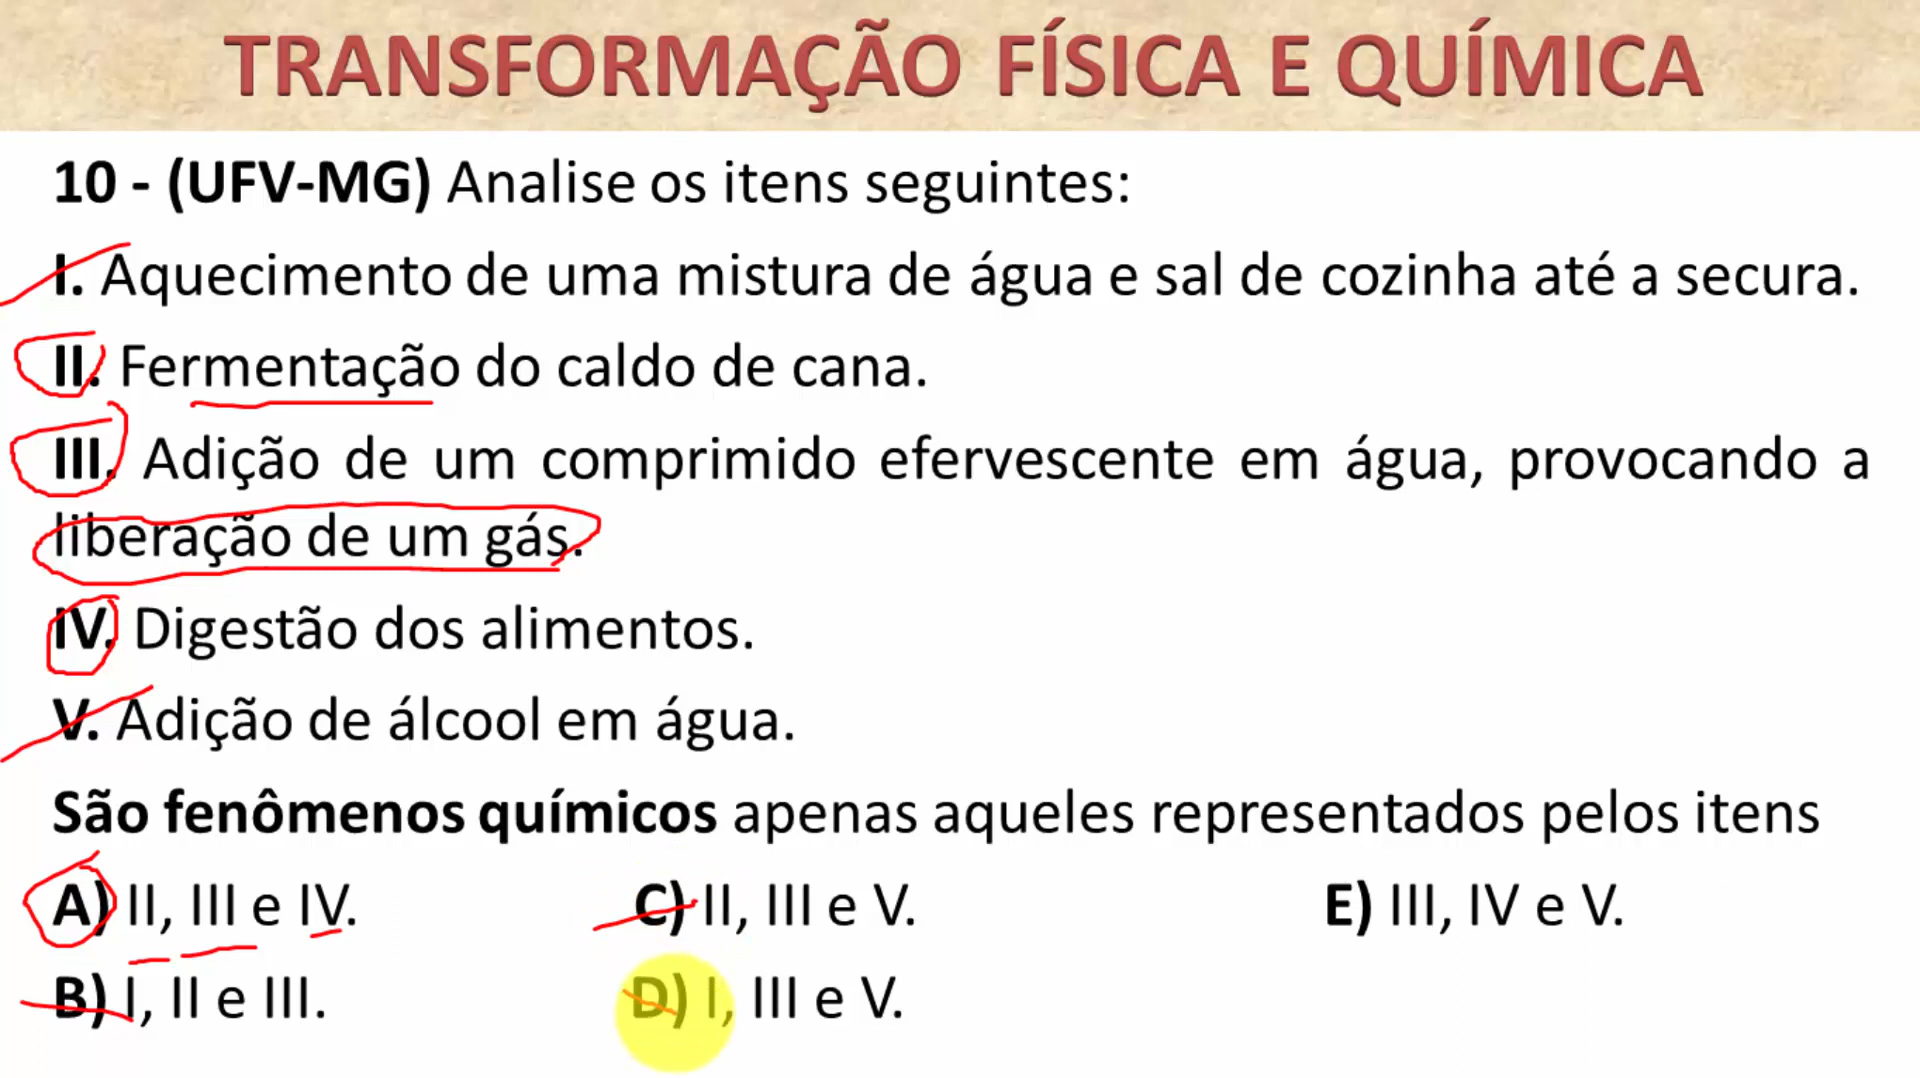 TRANSFORMAÇÃO FÍSICA E QUÍMICA
10 - (UFV-MG) Analise os itens seguintes:
I. Aquecimento de uma mistura de água e sal de cozinha até a secura.
II. Fermentação do caldo de cana.
III. Adição de um comprimido efervescente em água, provocando a
liberação de um gás.
IV. Digestão dos alimentos.
V. Adição de álcool em água.
São fenômenos químicos apenas aqueles representados pelos itens
A) II, III e IV. C) II, III e V. E) III, IV e V.
B) I, II e III. D) I, III e V.